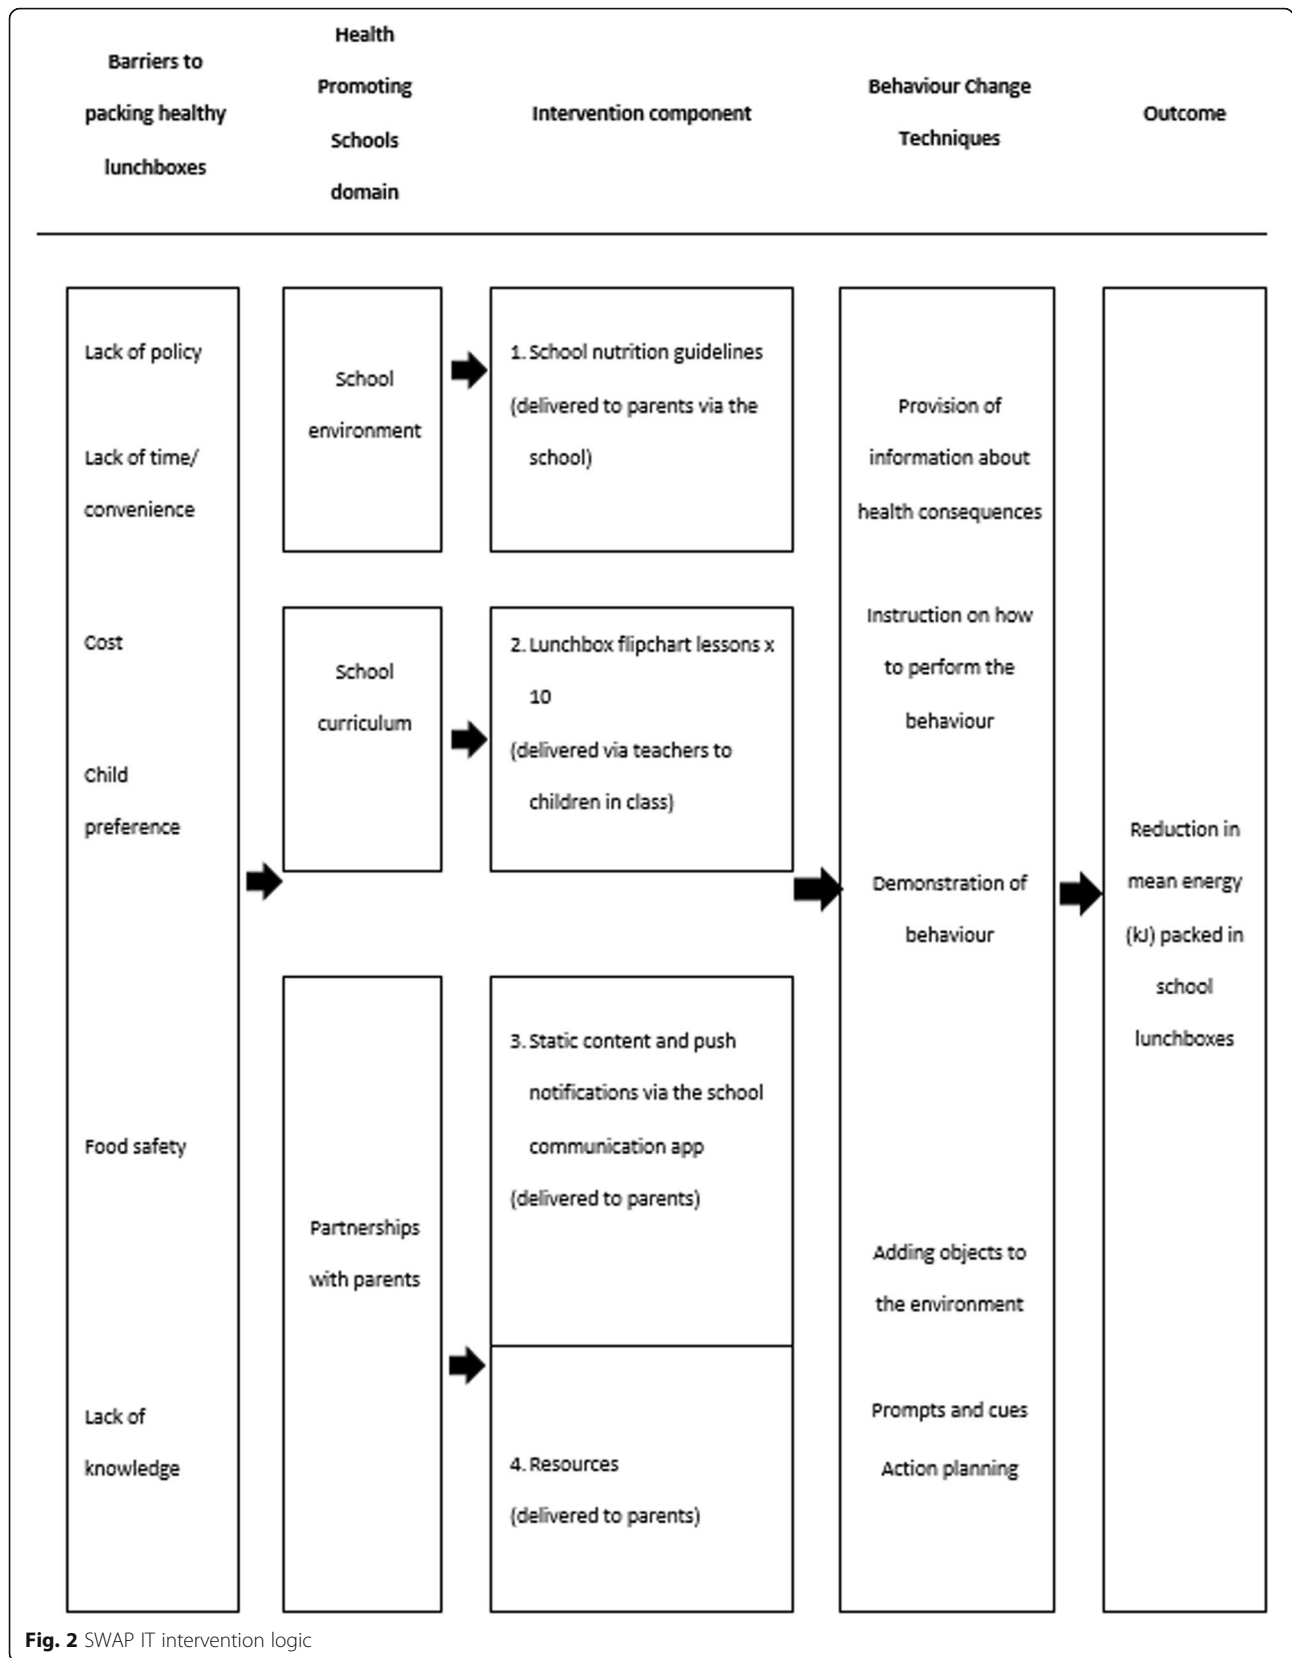 Barriers to
packing healthy
lunchboxes
Health
Promoting
Schools
domain
Intervention component
Behaviour Change
Techniques
Outcome
Lack of policy
Lack of time/
convenience
Cost
Child
preference
Food safety
Lack of
knowledge
School
environment
School
curriculum
Partnerships
with parents
1. School nutrition guidelines
(delivered to parents via the
school)
2. Lunchbox flipchart lessons x
10
(delivered via teachers to
children in class)
3. Static content and push
notifications via the school
communication app
(delivered to parents)
4. Resources
(delivered to parents)
Provision of
information about
health consequences
Instruction on how
to perform the
behaviour
Demonstration of
behaviour
Adding objects to
the environment
Prompts and cues
Action planning
Reduction in
mean energy
(kJ) packed in
school
lunchboxes
Fig. 2 SWAP IT intervention logic